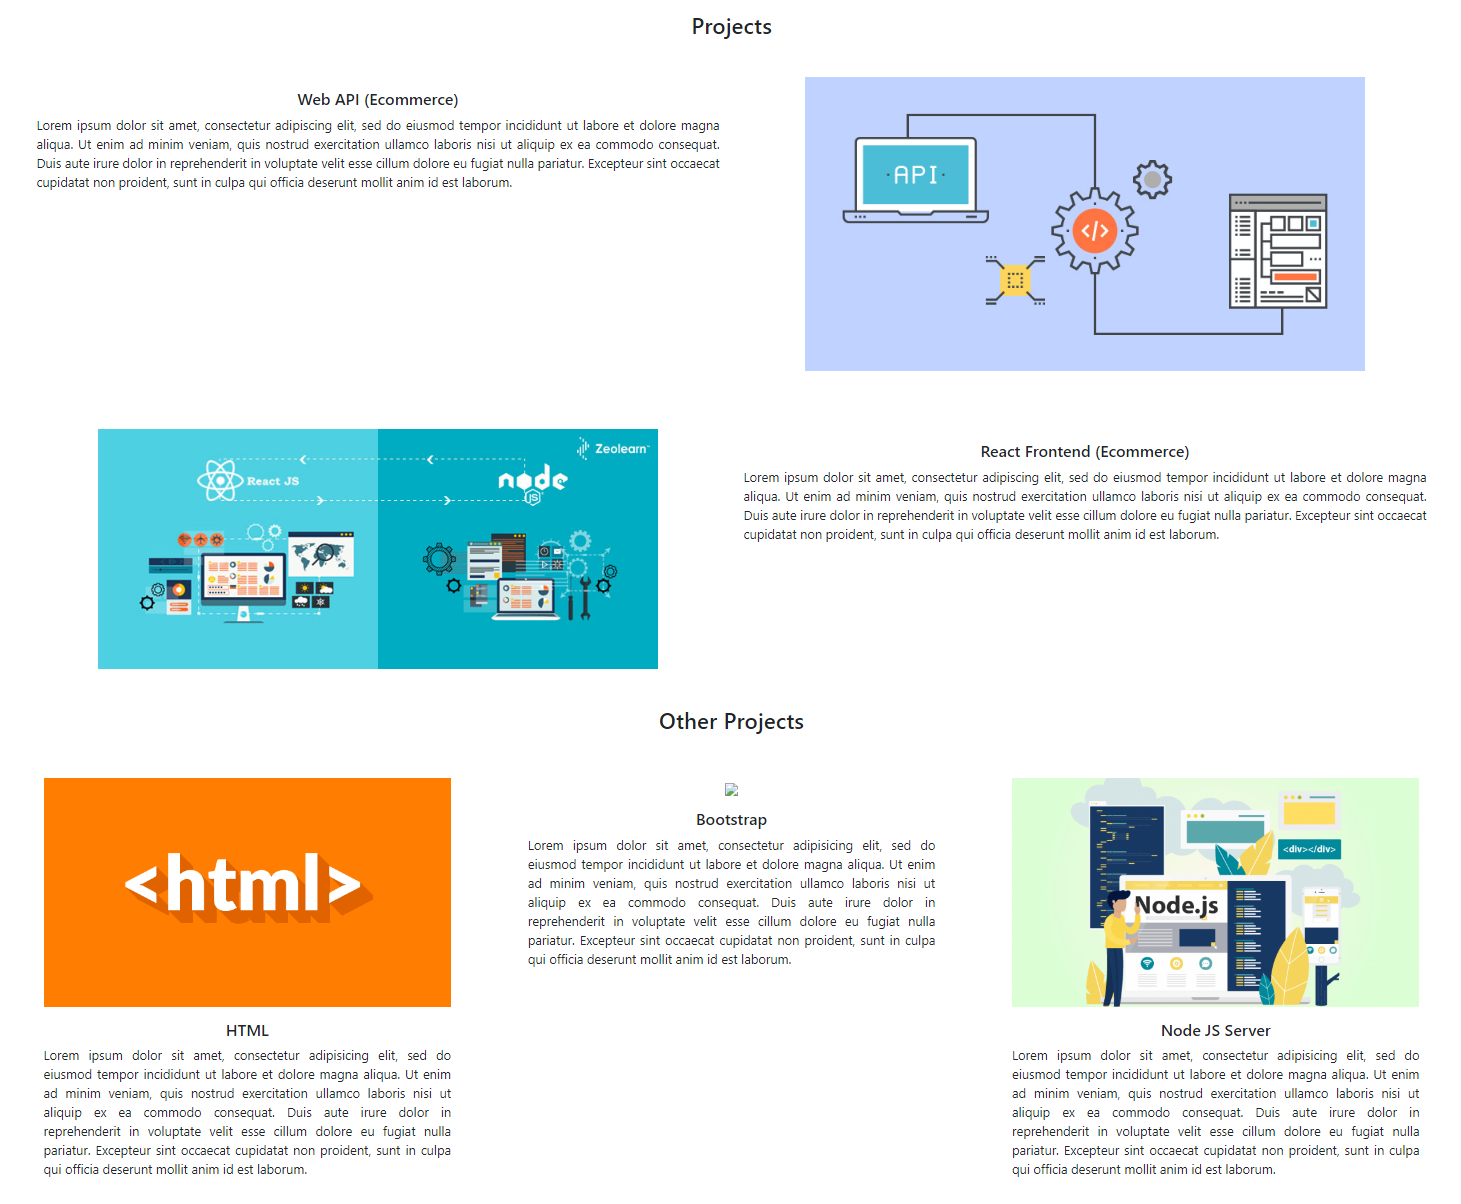 Projects
Web API (Ecommerce)
Lorem ipsum dolor sit amet, consectetur adipiscing elit, sed do eiusmod tempor incididunt ut labore et dolore magna
aliqua. Ut enim ad minim veniam, quis nostrud exercitation ullamco laboris nisi ut aliquip ex ea commodo consequat.
Duis aute irure dolor in reprehenderit in voluptate velit esse cillum dolore eu fugiat nulla pariatur. Excepteur sint occaecat
cupidatat non proident, sunt in culpa qui officia deserunt mollit anim id est laborum.
API
</>
React JS
node
JS
Zeolearn
React Frontend (Ecommerce)
Lorem ipsum dolor sit amet, consectetur adipiscing elit, sed do eiusmod tempor incididunt ut labore et dolore magna
aliqua. Ut enim ad minim veniam, quis nostrud exercitation ullamco laboris nisi ut aliquip ex ea commodo consequat.
Duis aute irure dolor in reprehenderit in voluptate velit esse cillum dolore eu fugiat nulla pariatur. Excepteur sint occaecat
cupidatat non proident, sunt in culpa qui officia deserunt mollit anim id est laborum.
Other Projects
<html>
HTML
Lorem ipsum dolor sit amet, consectetur adipisicing elit, sed do
eiusmod tempor incididunt ut labore et dolore magna aliqua. Ut enim
ad minim veniam, quis nostrud exercitation ullamco laboris nisi ut
aliquip ex ea commodo consequat. Duis aute irure dolor in
reprehenderit in voluptate velit esse cillum dolore eu fugiat nulla
pariatur. Excepteur sint occaecat cupidatat non proident, sunt in culpa
qui officia deserunt mollit anim id est laborum.
Bootstrap
Lorem ipsum dolor sit amet, consectetur adipisicing elit, sed do
eiusmod tempor incididunt ut labore et dolore magna aliqua. Ut enim
ad minim veniam, quis nostrud exercitation ullamco laboris nisi ut
aliquip ex ea commodo consequat. Duis aute irure dolor in
reprehenderit in voluptate velit esse cillum dolore eu fugiat nulla
pariatur. Excepteur sint occaecat cupidatat non proident, sunt in culpa
qui officia deserunt mollit anim id est laborum.
<div></div>
Node.js
Node JS Server
Lorem ipsum dolor sit amet, consectetur adipisicing elit, sed do
eiusmod tempor incididunt ut labore et dolore magna aliqua. Ut enim
ad minim veniam, quis nostrud exercitation ullamco laboris nisi ut
aliquip ex ea commodo consequat. Duis aute irure dolor in
reprehenderit in voluptate velit esse cillum dolore eu fugiat nulla
pariatur. Excepteur sint occaecat cupidatat non proident, sunt in culpa
qui officia deserunt mollit anim id est laborum.